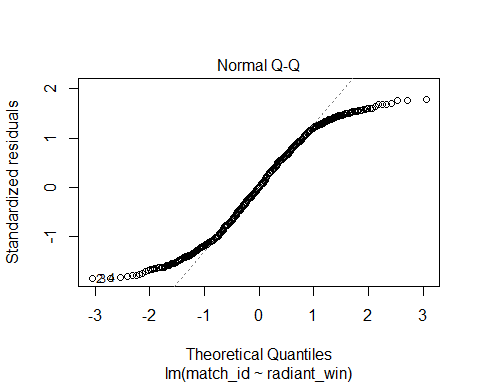 Normal Q-Q
Standardized residuals
2
1
0
-1
-3
-2
-1
0
1
2
3
Theoretical Quantiles
lm(match_id ~ radiant_win)